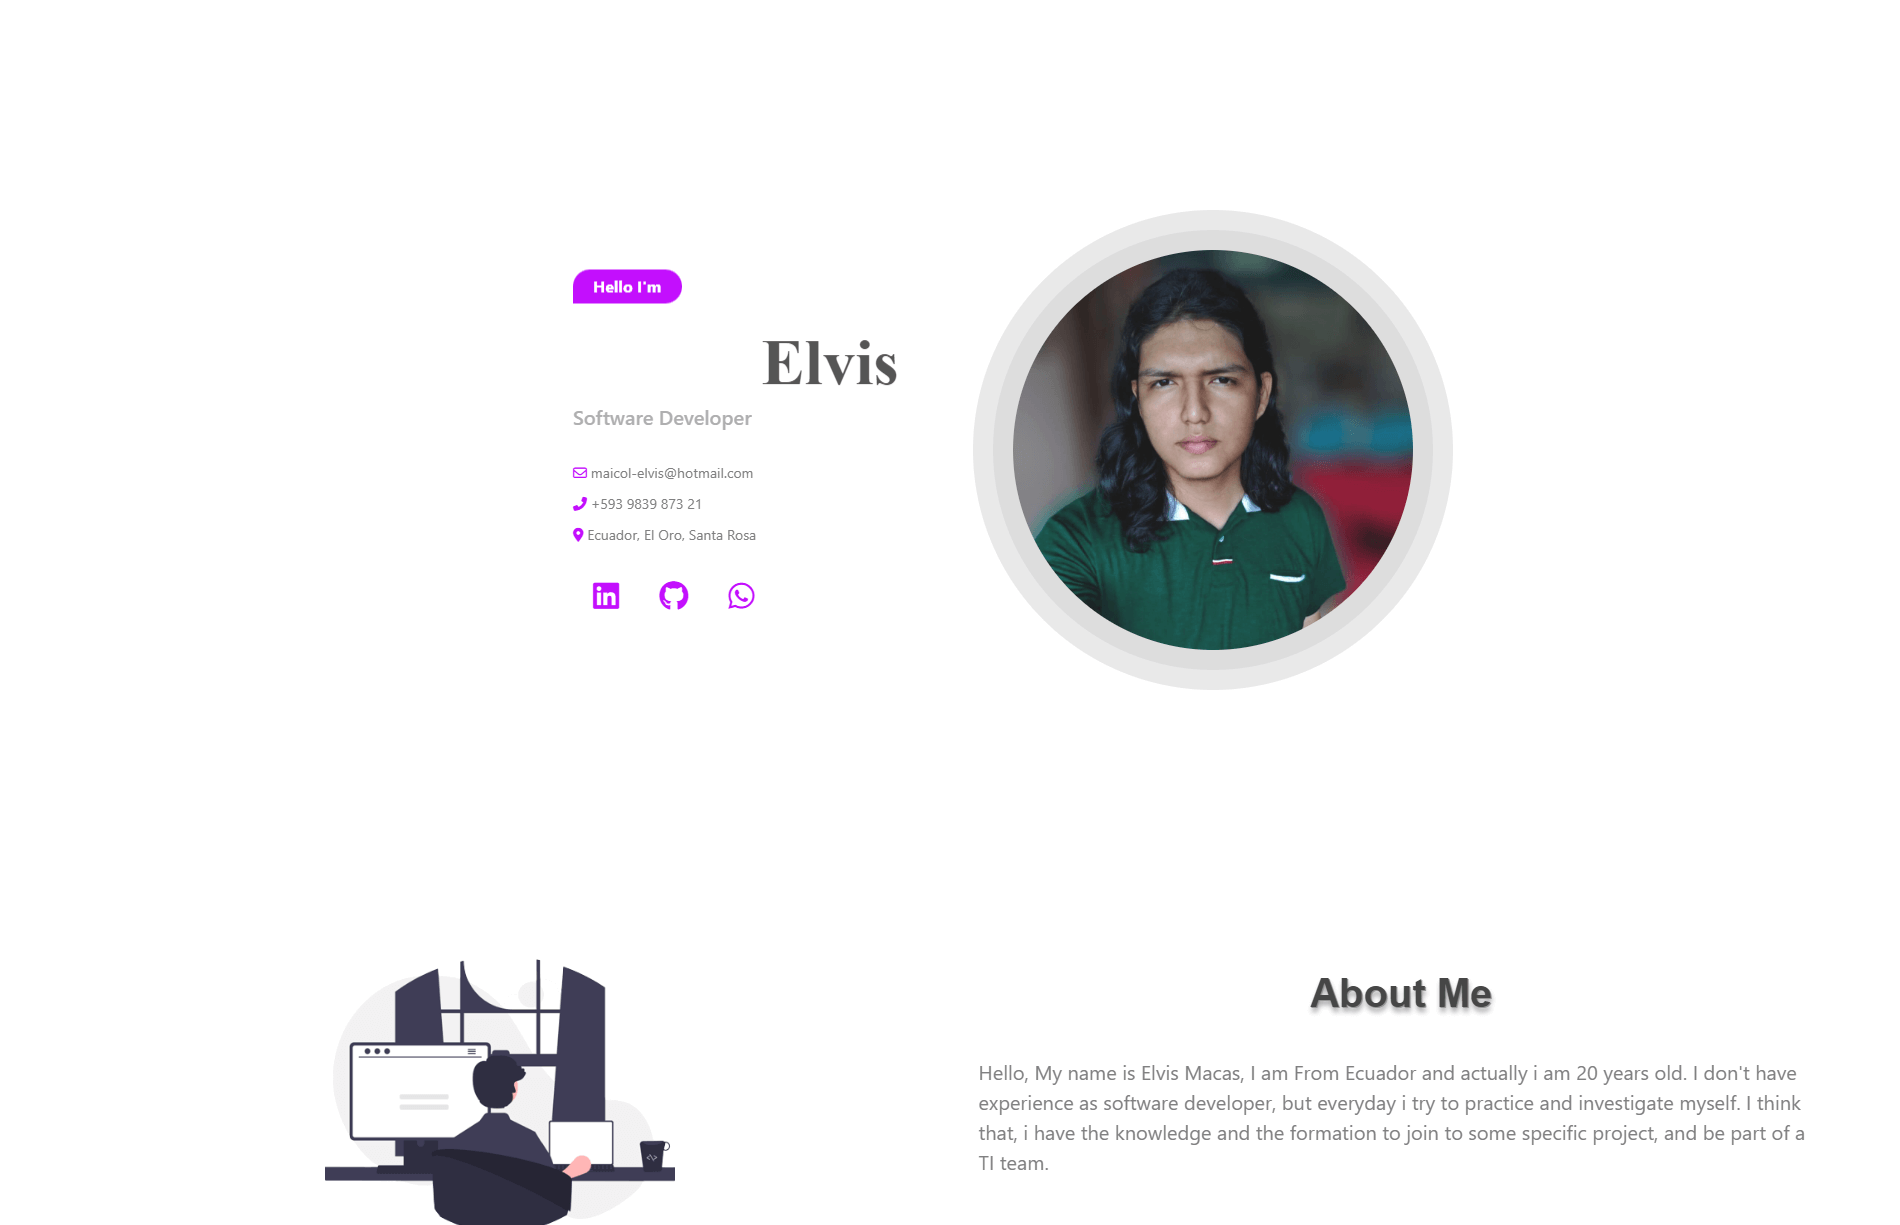 Hello I'm
Elvis
Software Developer
maicol-elvis@hotmail.com
+593 9839 873 21
Ecuador, El Oro, Santa Rosa
About Me
Hello, My name is Elvis Macas, I am From Ecuador and actually i am 20 years old. I don't have
experience as software developer, but everyday i try to practice and investigate myself. I think
that, i have the knowledge and the formation to join to some specific project, and be part of a
TI team.